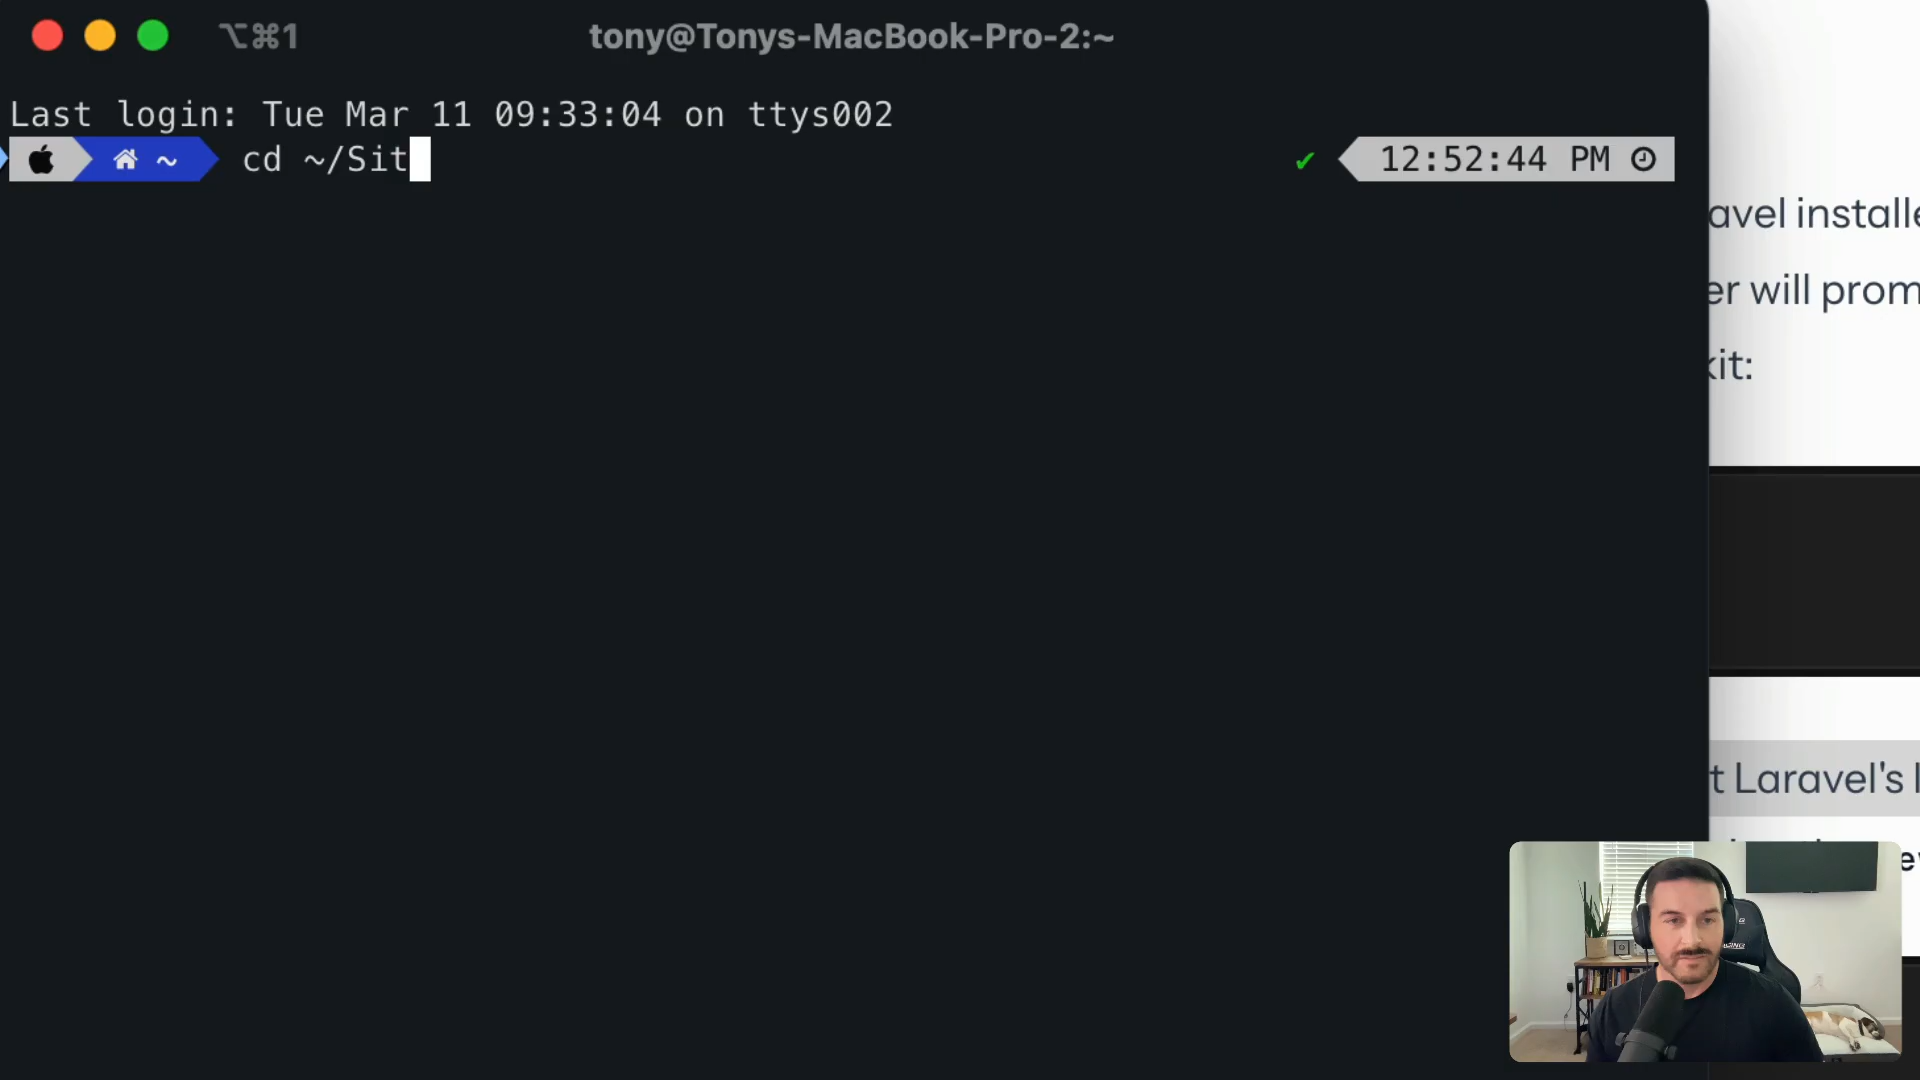 ⌥⌘1
tony@Tonys-MacBook-Pro-2:~
Last login: Tue Mar 11 09:33:04 on ttys002
~ cd ~/Sit ✔ 12:52:44 PM
avel installe
er will prom
kit:
t Laravel's l